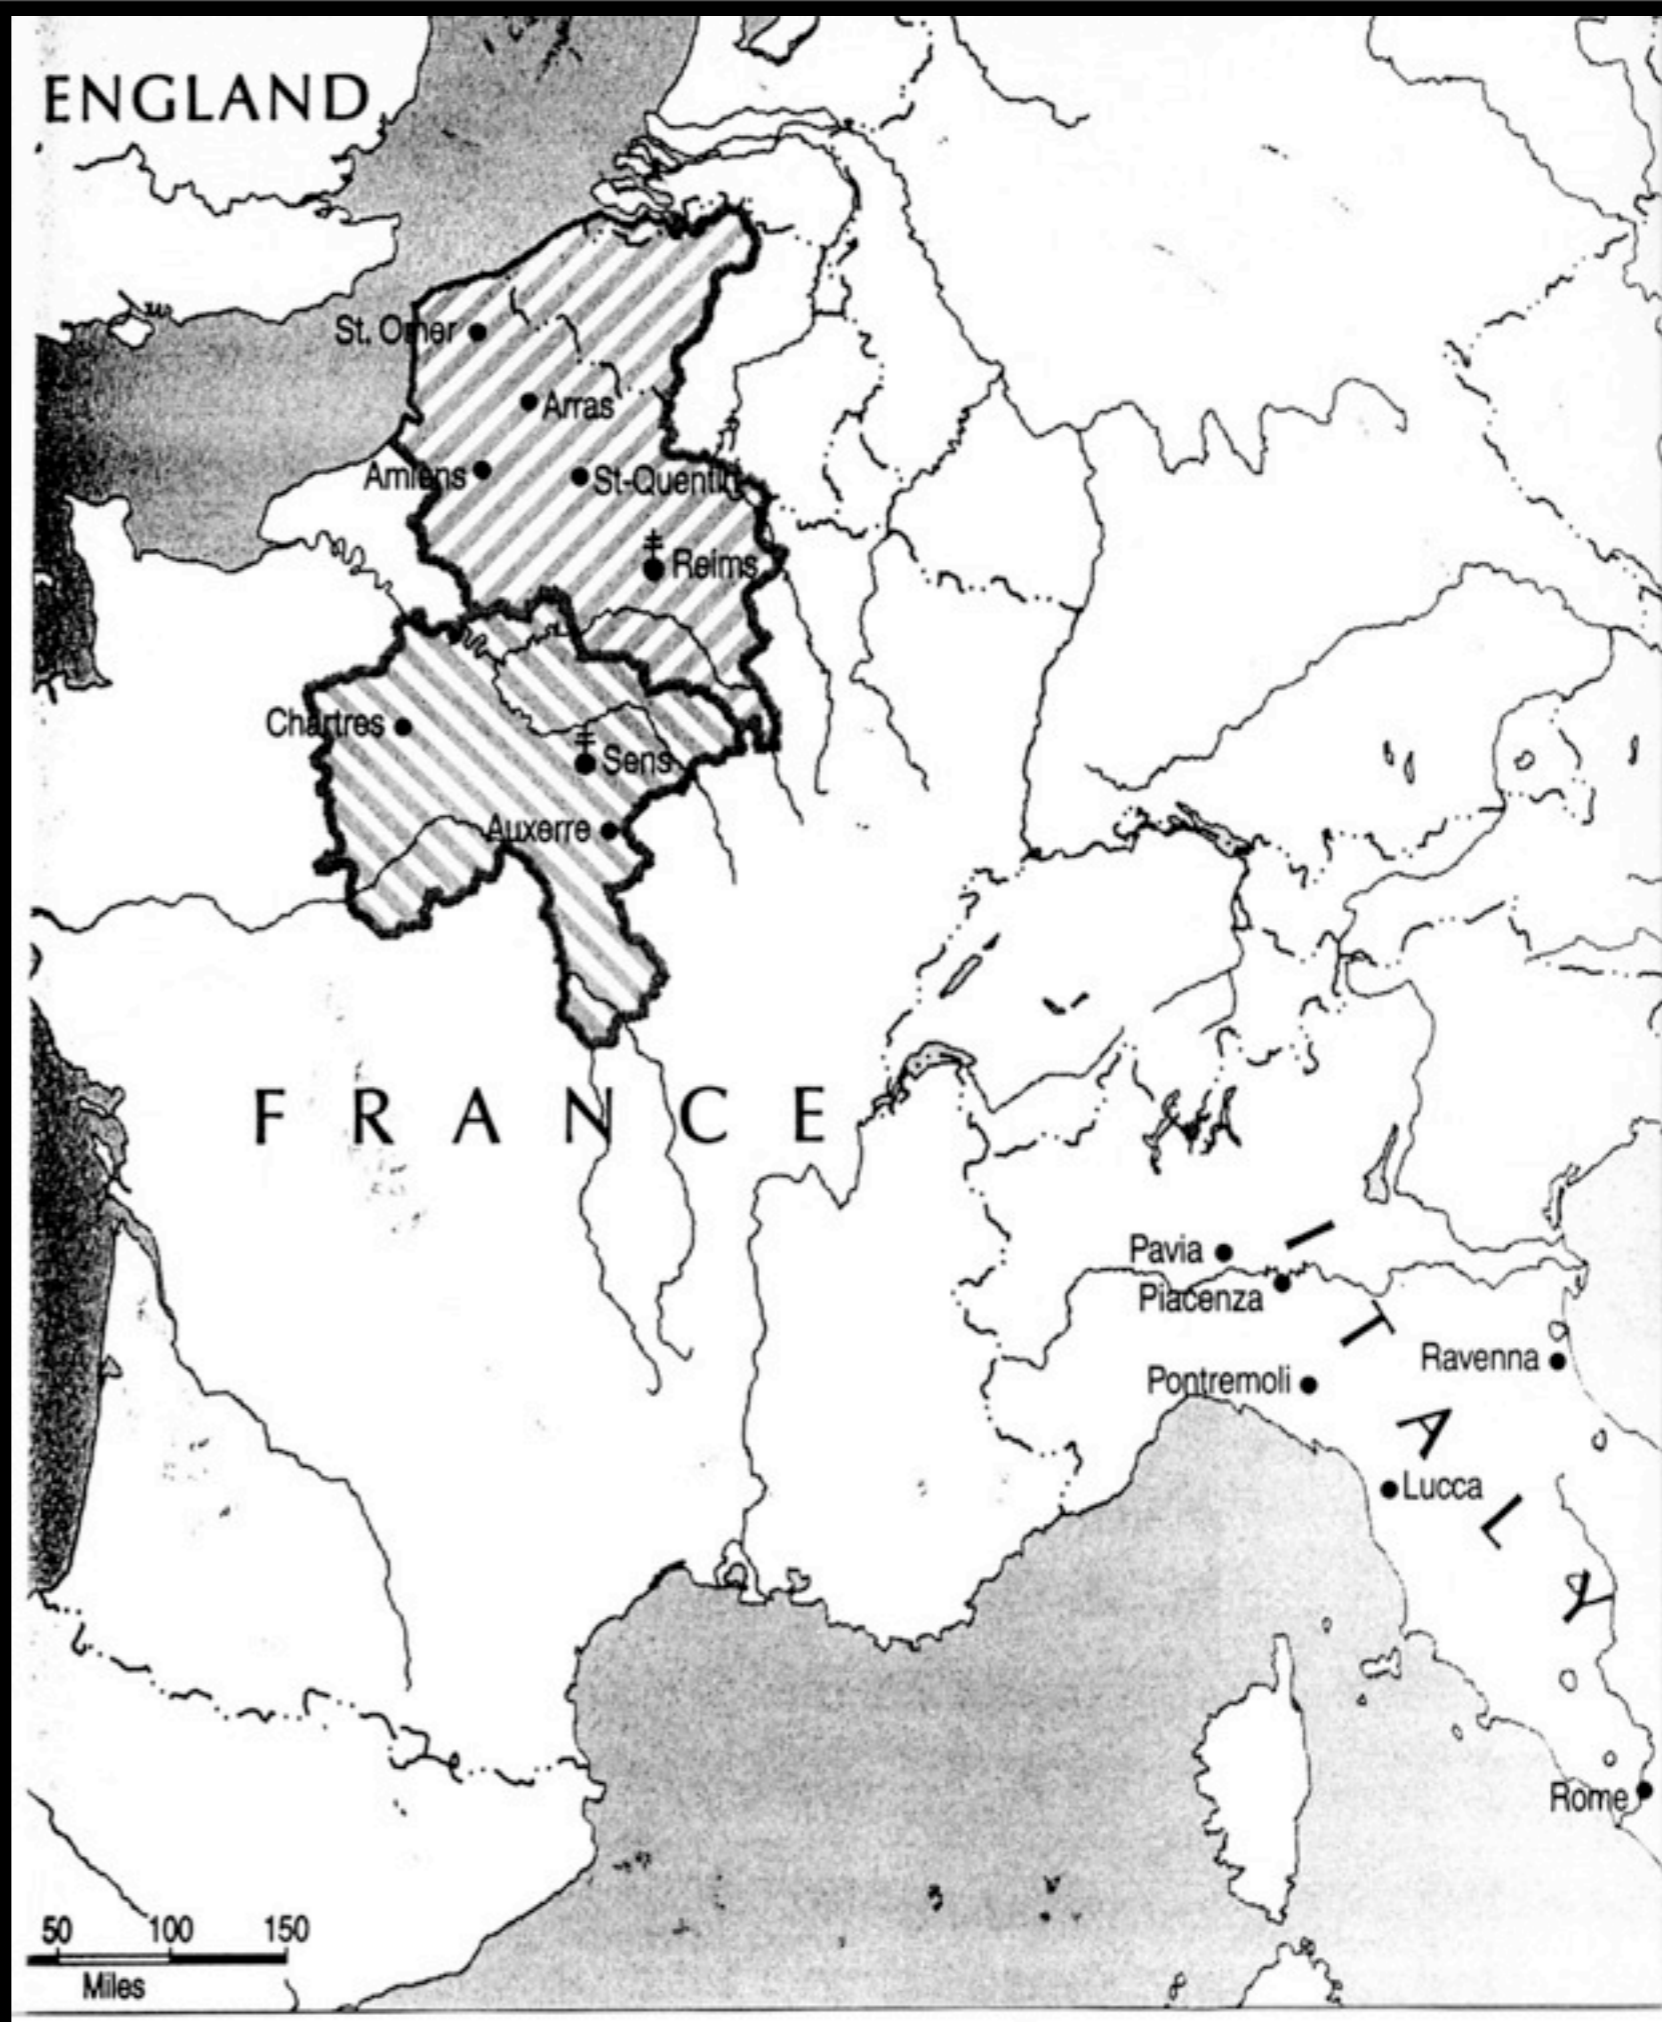 ENGLAND
St. Omer
Arras
Amiens
St-Quentin
Reims
Chartres
Sens
Auxerre
FRANCE
Pavia
Piacenza
Ravenna
Pontremoli
ITALY
Lucca
Rome
50 100 150
Miles